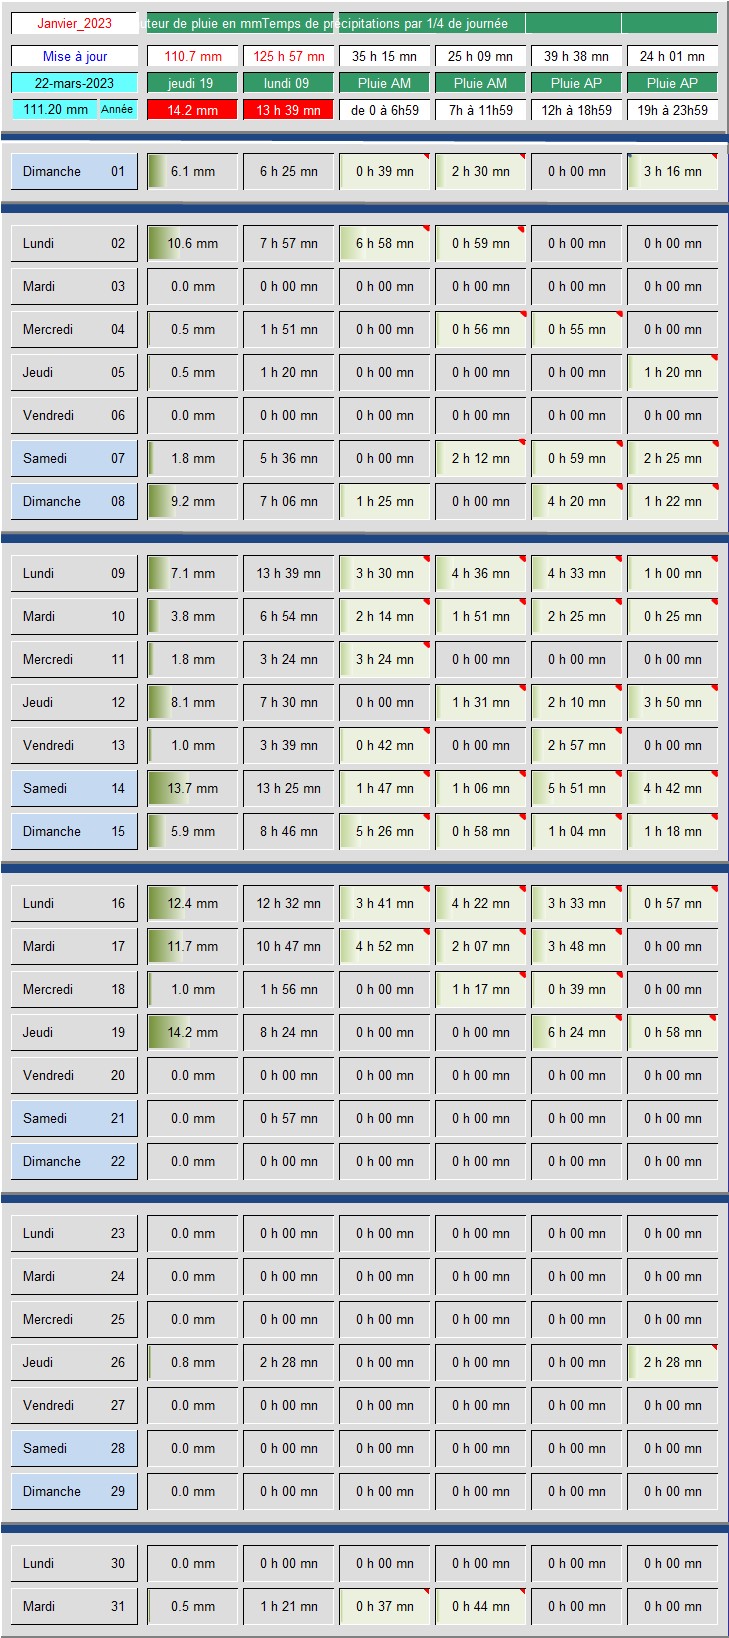 Janvier_2023 uteur de pluie en mmTemps de précipitations par 1/4 de journée
Mise à jour 110.7 mm 125 h 57 mn 35 h 15 mn 25 h 09 mn 39 h 38 mn 24 h 01 mn
22-mars-2023 jeudi 19 lundi 09 Pluie AM Pluie AM Pluie AP Pluie AP
111.20 mm Année 14.2 mm 13 h 39 mn de 0 à 6h59 7h à 11h59 12h à 18h59 19h à 23h59
Dimanche 01 6.1 mm 6 h 25 mn 0 h 39 mn 2 h 30 mn 0 h 00 mn 3 h 16 mn
Lundi 02 10.6 mm 7 h 57 mn 6 h 58 mn 0 h 59 mn 0 h 00 mn 0 h 00 mn
Mardi 03 0.0 mm 0 h 00 mn 0 h 00 mn 0 h 00 mn 0 h 00 mn 0 h 00 mn
Mercredi 04 0.5 mm 1 h 51 mn 0 h 00 mn 0 h 56 mn 0 h 55 mn 0 h 00 mn
Jeudi 05 0.5 mm 1 h 20 mn 0 h 00 mn 0 h 00 mn 0 h 00 mn 1 h 20 mn
Vendredi 06 0.0 mm 0 h 00 mn 0 h 00 mn 0 h 00 mn 0 h 00 mn 0 h 00 mn
Samedi 07 1.8 mm 5 h 36 mn 0 h 00 mn 2 h 12 mn 0 h 59 mn 2 h 25 mn
Dimanche 08 9.2 mm 7 h 06 mn 1 h 25 mn 0 h 00 mn 4 h 20 mn 1 h 22 mn
Lundi 09 7.1 mm 13 h 39 mn 3 h 30 mn 4 h 36 mn 4 h 33 mn 1 h 00 mn
Mardi 10 3.8 mm 6 h 54 mn 2 h 14 mn 1 h 51 mn 2 h 25 mn 0 h 25 mn
Mercredi 11 1.8 mm 3 h 24 mn 3 h 24 mn 0 h 00 mn 0 h 00 mn 0 h 00 mn
Jeudi 12 8.1 mm 7 h 30 mn 0 h 00 mn 1 h 31 mn 2 h 10 mn 3 h 50 mn
Vendredi 13 1.0 mm 3 h 39 mn 0 h 42 mn 0 h 00 mn 2 h 57 mn 0 h 00 mn
Samedi 14 13.7 mm 13 h 25 mn 1 h 47 mn 1 h 06 mn 5 h 51 mn 4 h 42 mn
Dimanche 15 5.9 mm 8 h 46 mn 5 h 26 mn 0 h 58 mn 1 h 04 mn 1 h 18 mn
Lundi 16 12.4 mm 12 h 32 mn 3 h 41 mn 4 h 22 mn 3 h 33 mn 0 h 57 mn
Mardi 17 11.7 mm 10 h 47 mn 4 h 52 mn 2 h 07 mn 3 h 48 mn 0 h 00 mn
Mercredi 18 1.0 mm 1 h 56 mn 0 h 00 mn 1 h 17 mn 0 h 39 mn 0 h 00 mn
Jeudi 19 14.2 mm 8 h 24 mn 0 h 00 mn 0 h 00 mn 6 h 24 mn 0 h 58 mn
Vendredi 20 0.0 mm 0 h 00 mn 0 h 00 mn 0 h 00 mn 0 h 00 mn 0 h 00 mn
Samedi 21 0.0 mm 0 h 57 mn 0 h 00 mn 0 h 00 mn 0 h 00 mn 0 h 00 mn
Dimanche 22 0.0 mm 0 h 00 mn 0 h 00 mn 0 h 00 mn 0 h 00 mn 0 h 00 mn
Lundi 23 0.0 mm 0 h 00 mn 0 h 00 mn 0 h 00 mn 0 h 00 mn 0 h 00 mn
Mardi 24 0.0 mm 0 h 00 mn 0 h 00 mn 0 h 00 mn 0 h 00 mn 0 h 00 mn
Mercredi 25 0.0 mm 0 h 00 mn 0 h 00 mn 0 h 00 mn 0 h 00 mn 0 h 00 mn
Jeudi 26 0.8 mm 2 h 28 mn 0 h 00 mn 0 h 00 mn 0 h 00 mn 2 h 28 mn
Vendredi 27 0.0 mm 0 h 00 mn 0 h 00 mn 0 h 00 mn 0 h 00 mn 0 h 00 mn
Samedi 28 0.0 mm 0 h 00 mn 0 h 00 mn 0 h 00 mn 0 h 00 mn 0 h 00 mn
Dimanche 29 0.0 mm 0 h 00 mn 0 h 00 mn 0 h 00 mn 0 h 00 mn 0 h 00 mn
Lundi 30 0.0 mm 0 h 00 mn 0 h 00 mn 0 h 00 mn 0 h 00 mn 0 h 00 mn
Mardi 31 0.5 mm 1 h 21 mn 0 h 37 mn 0 h 44 mn 0 h 00 mn 0 h 00 mn